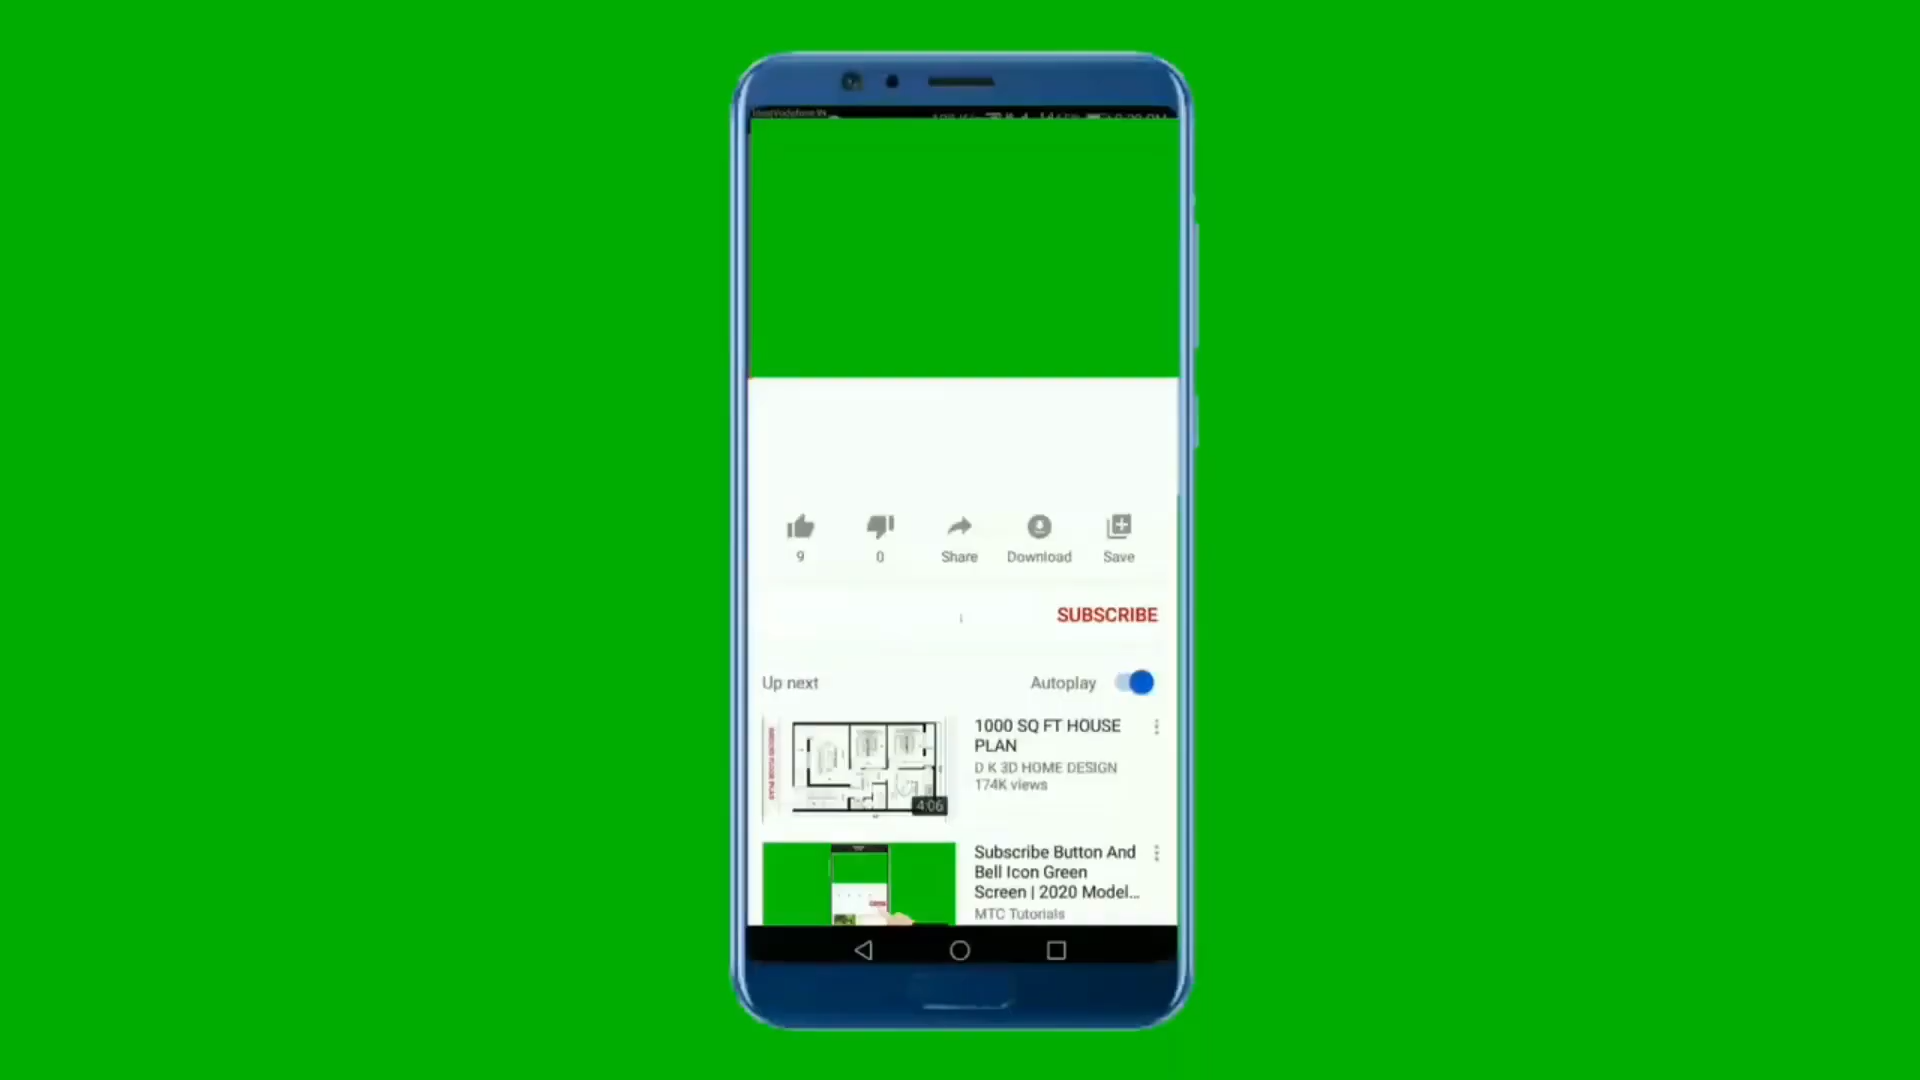 9
0
Share
Download
Save
SUBSCRIBE
Up next
Autoplay
1000 SQ FT HOUSE
PLAN
D K 3D HOME DESIGN
174K views
4:06
Subscribe Button And
Bell Icon Green
Screen | 2020 Model...
MTC Tutorials